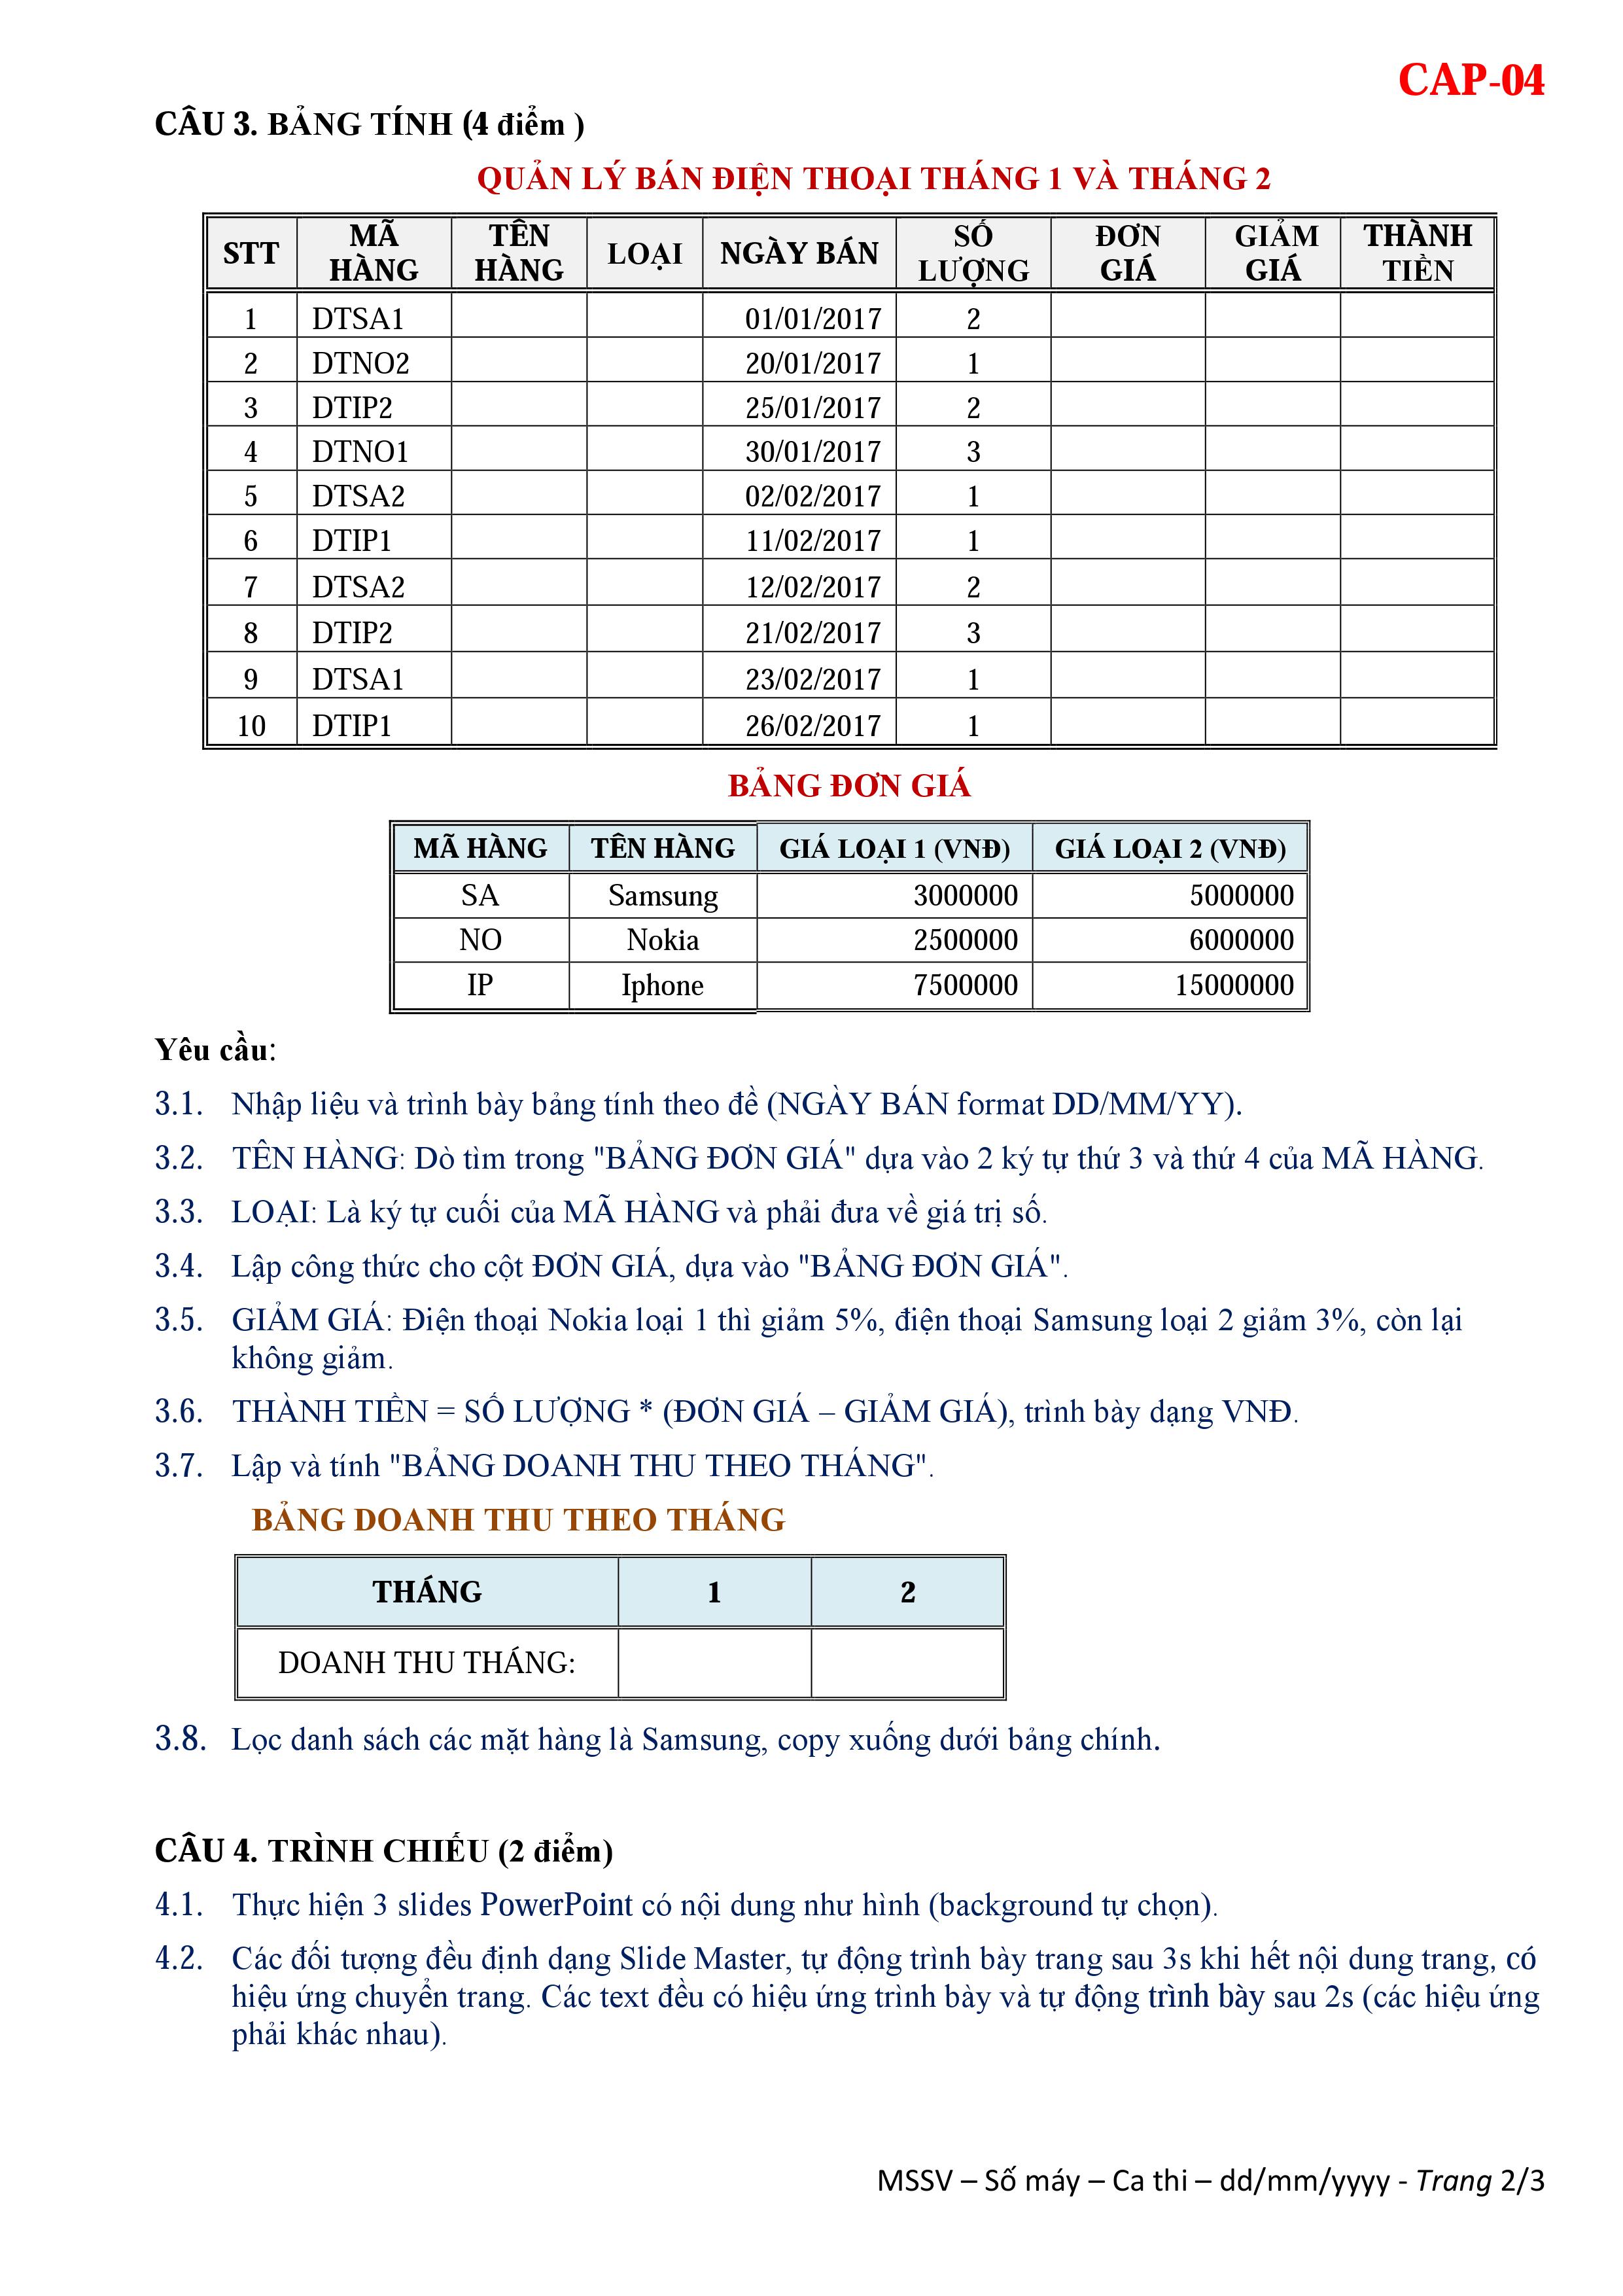 CAP-04
CÂU 3. BẢNG TÍNH (4 điểm )
QUẢN LÝ BÁN ĐIỆN THOẠI THÁNG 1 VÀ THÁNG 2
STT MÃ HÀNG TÊN HÀNG LOẠI NGÀY BÁN SỐ LƯỢNG ĐƠN GIÁ GIẢM GIÁ THÀNH TIỀN
1 DTSA1 01/01/2017 2
2 DTNO2 20/01/2017 1
3 DTIP2 25/01/2017 2
4 DTNO1 30/01/2017 3
5 DTSA2 02/02/2017 1
6 DTIP1 11/02/2017 1
7 DTSA2 12/02/2017 2
8 DTIP2 21/02/2017 3
9 DTSA1 23/02/2017 1
10 DTIP1 26/02/2017 1
BẢNG ĐƠN GIÁ
MÃ HÀNG TÊN HÀNG GIÁ LOẠI 1 (VNĐ) GIÁ LOẠI 2 (VNĐ)
SA Samsung 3000000 5000000
NO Nokia 2500000 6000000
IP Iphone 7500000 15000000
Yêu cầu:
3.1. Nhập liệu và trình bày bảng tính theo đề (NGÀY BÁN format DD/MM/YY).
3.2. TÊN HÀNG: Dò tìm trong "BẢNG ĐƠN GIÁ" dựa vào 2 ký tự thứ 3 và thứ 4 của MÃ HÀNG.
3.3. LOẠI: Là ký tự cuối của MÃ HÀNG và phải đưa về giá trị số.
3.4. Lập công thức cho cột ĐƠN GIÁ, dựa vào "BẢNG ĐƠN GIÁ".
3.5. GIẢM GIÁ: Điện thoại Nokia loại 1 thì giảm 5%, điện thoại Samsung loại 2 giảm 3%, còn lại
không giảm.
3.6. THÀNH TIỀN = SỐ LƯỢNG * (ĐƠN GIÁ – GIẢM GIÁ), trình bày dạng VNĐ.
3.7. Lập và tính "BẢNG DOANH THU THEO THÁNG".
BẢNG DOANH THU THEO THÁNG
THÁNG 1 2
DOANH THU THÁNG:
3.8. Lọc danh sách các mặt hàng là Samsung, copy xuống dưới bảng chính.
CÂU 4. TRÌNH CHIẾU (2 điểm)
4.1. Thực hiện 3 slides PowerPoint có nội dung như hình (background tự chọn).
4.2. Các đối tượng đều định dạng Slide Master, tự động trình bày trang sau 3s khi hết nội dung trang, có
hiệu ứng chuyển trang. Các text đều có hiệu ứng trình bày và tự động trình bày sau 2s (các hiệu ứng
phải khác nhau).
MSSV – Số máy – Ca thi – dd/mm/yyyy - Trang 2/3